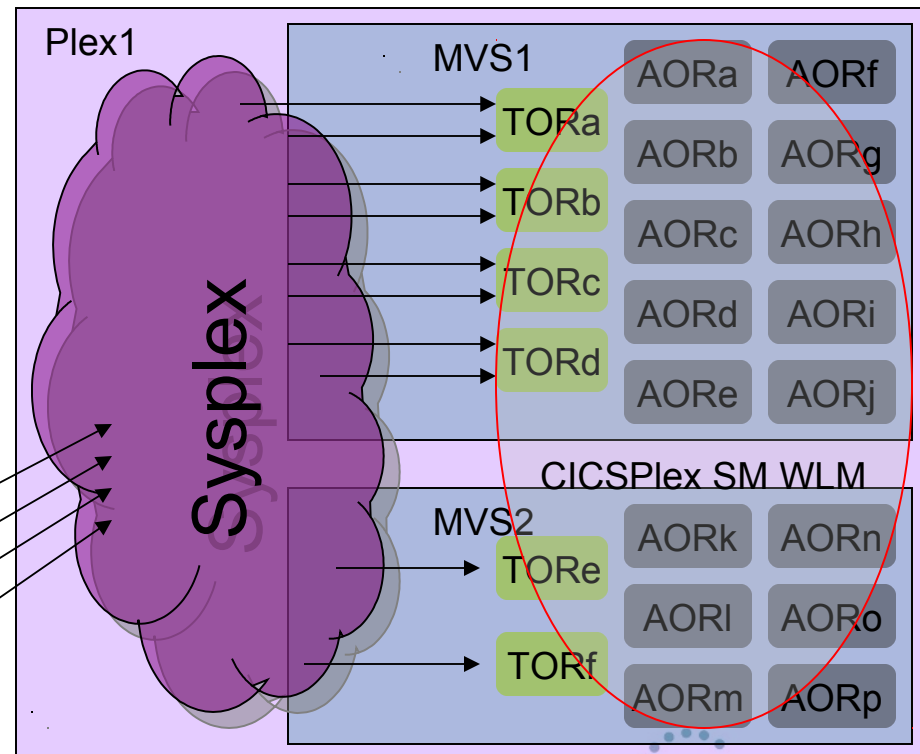 Plex1
Sysplex
MVS1
TORa
TORb
TORc
TORd
AORa
AORf
AORb
AORg
AORc
AORh
AORd
AORi
AORe
AORj
CICSPlex SM WLM
MVS2
TORe
TORf
AORk
AORn
AORl
AORo
AORm
AORp